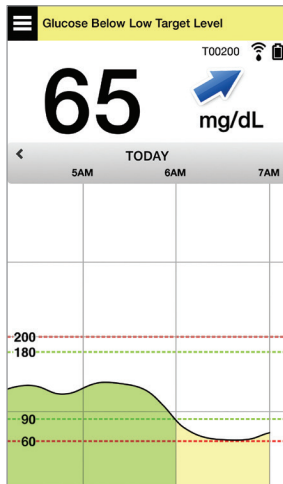 Glucose Below Low Target Level
T00200
65
mg/dL
TODAY
5AM 6AM 7AM
200
180
90
60